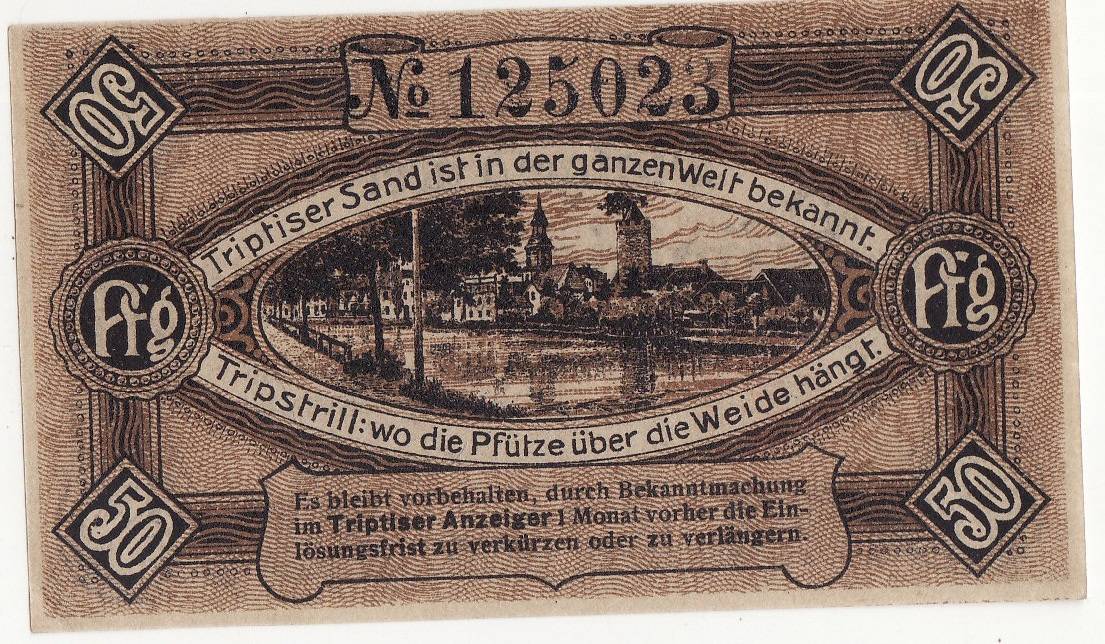 50
№ 125023
50
Triptiser Sand ist in der ganzen Welt bekannt.
Pfg
Pfg
Tripstrill: wo die Pfütze über die Weide hängt.
50
Es bleibt vorbehalten, durch Bekanntmachung
im Triptiser Anzeiger 1 Monat vorher die Ein-
lösungsfrist zu verkürzen oder zu verlängern.
50